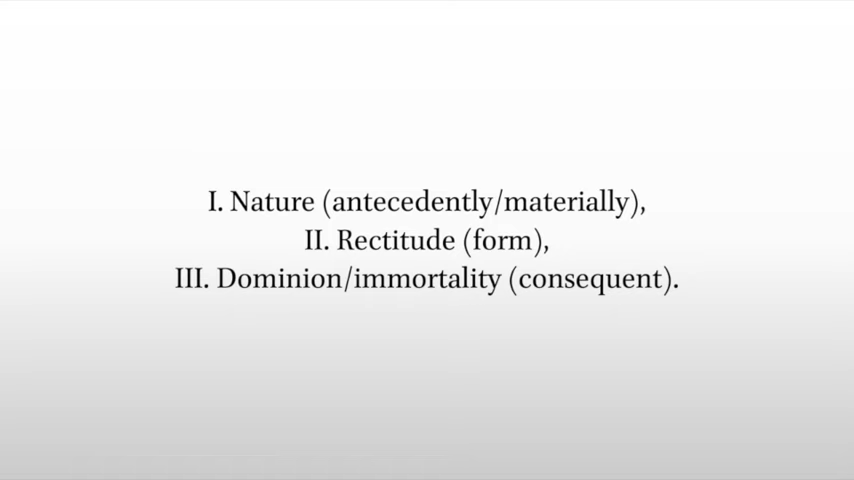 I. Nature (antecedently/materially),
II. Rectitude (form),
III. Dominion/immortality (consequent).